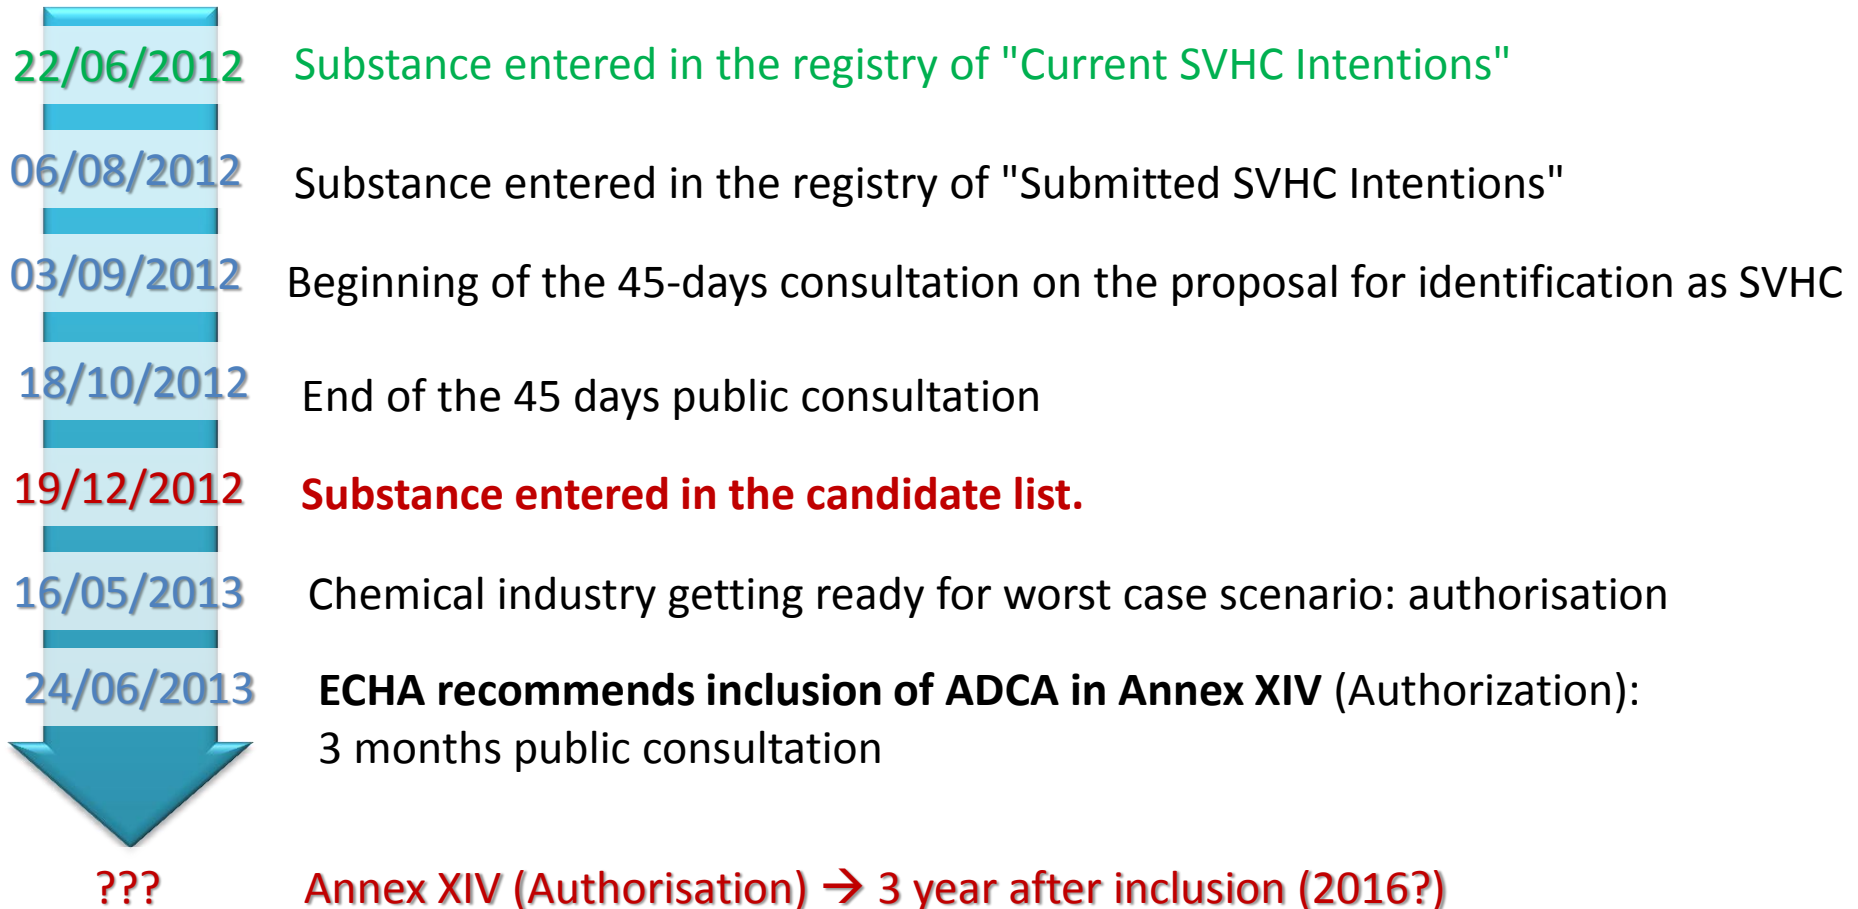 22/06/2012 Substance entered in the registry of "Current SVHC Intentions"
06/08/2012 Substance entered in the registry of "Submitted SVHC Intentions"
03/09/2012 Beginning of the 45-days consultation on the proposal for identification as SVHC
18/10/2012 End of the 45 days public consultation
19/12/2012 Substance entered in the candidate list.
16/05/2013 Chemical industry getting ready for worst case scenario: authorisation
24/06/2013 ECHA recommends inclusion of ADCA in Annex XIV (Authorization):
3 months public consultation
??? Annex XIV (Authorisation) → 3 year after inclusion (2016?)